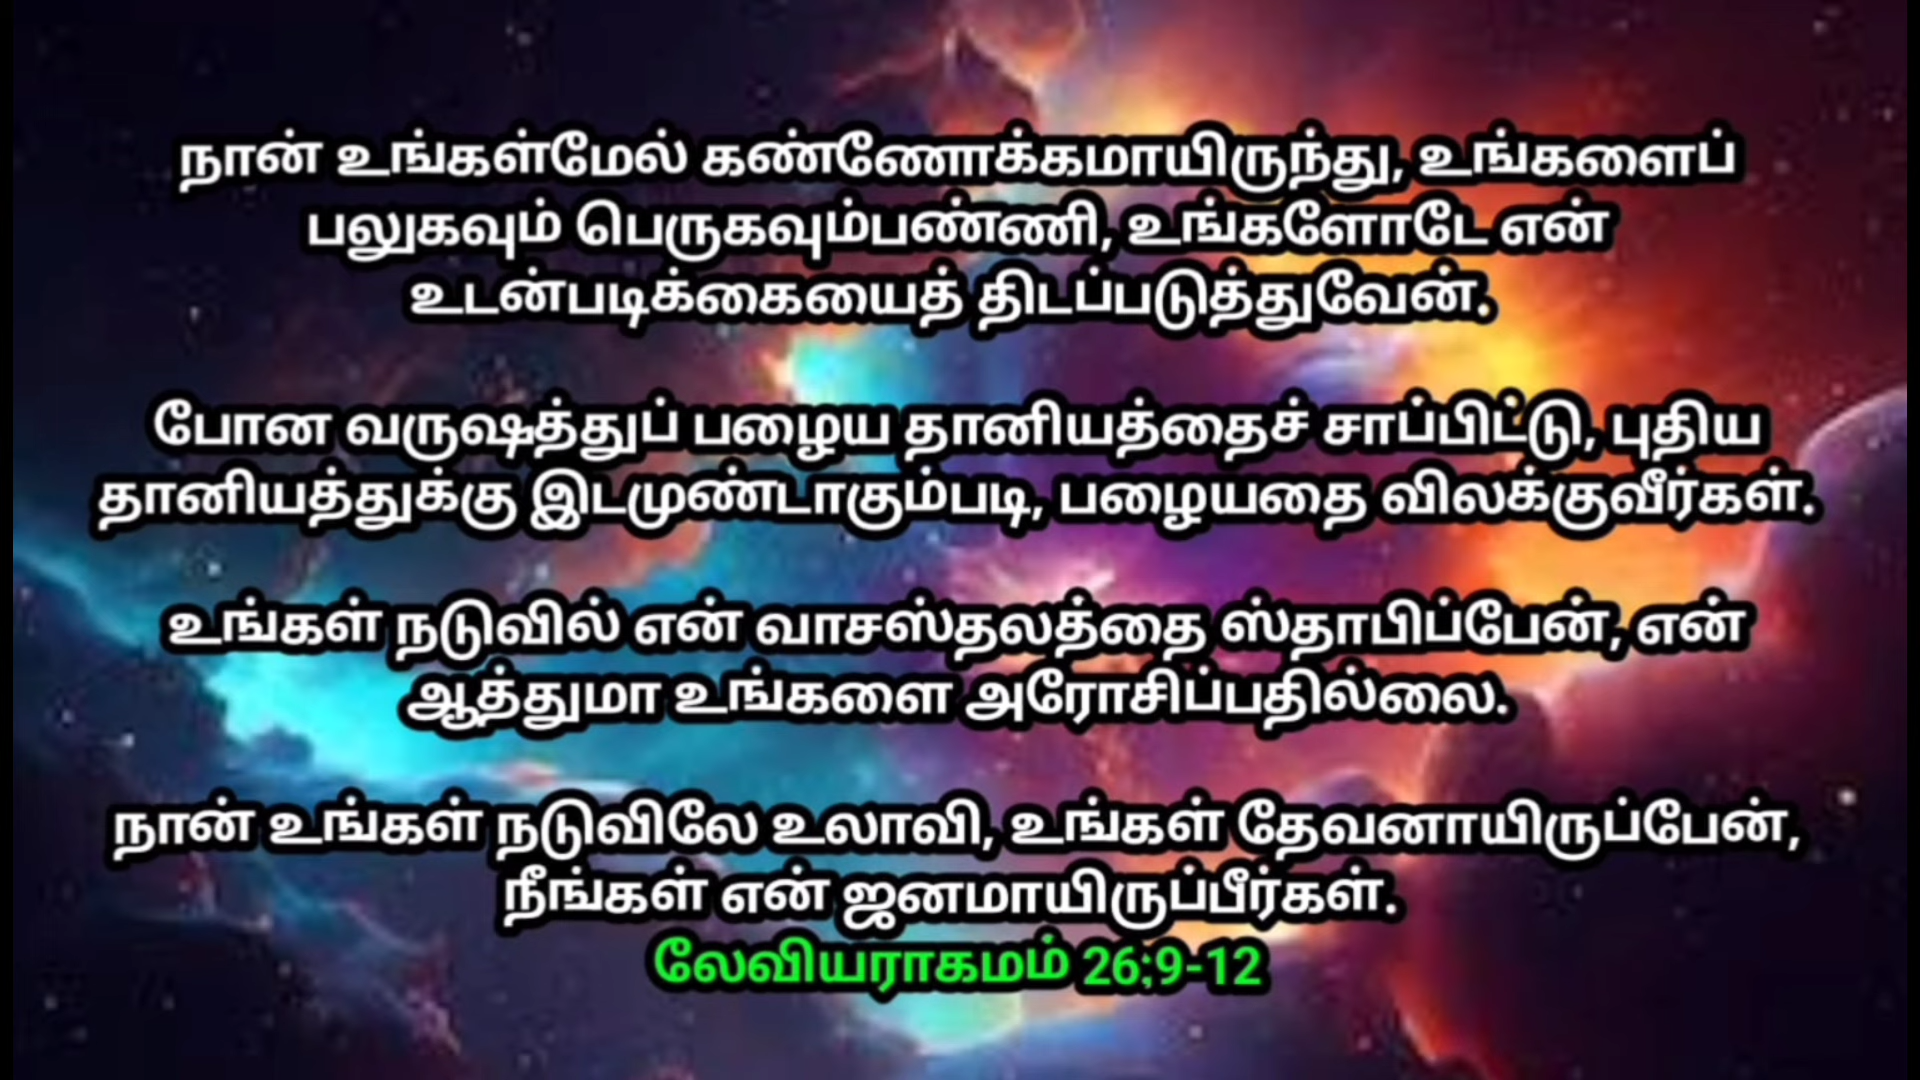 நான் உங்கள்மேல் கண்ணோக்கமாயிருந்து, உங்களைப்
பலுகவும் பெருகவும்பண்ணி, உங்களோடே என்
உடன்படிக்கையைத் திடப்படுத்துவேன்.
போன வருஷத்துப் பழைய தானியத்தைச் சாப்பிட்டு, புதிய
தானியத்துக்கு இடமுண்டாகும்படி, பழையதை விலக்குவீர்கள்.
உங்கள் நடுவில் என் வாசஸ்தலத்தை ஸ்தாபிப்பேன், என்
ஆத்துமா உங்களை அரோசிப்பதில்லை.
நான் உங்கள் நடுவிலே உலாவி, உங்கள் தேவனாயிருப்பேன்,
நீங்கள் என் ஜனமாயிருப்பீர்கள்.
லேவியராகமம் 26:9-12